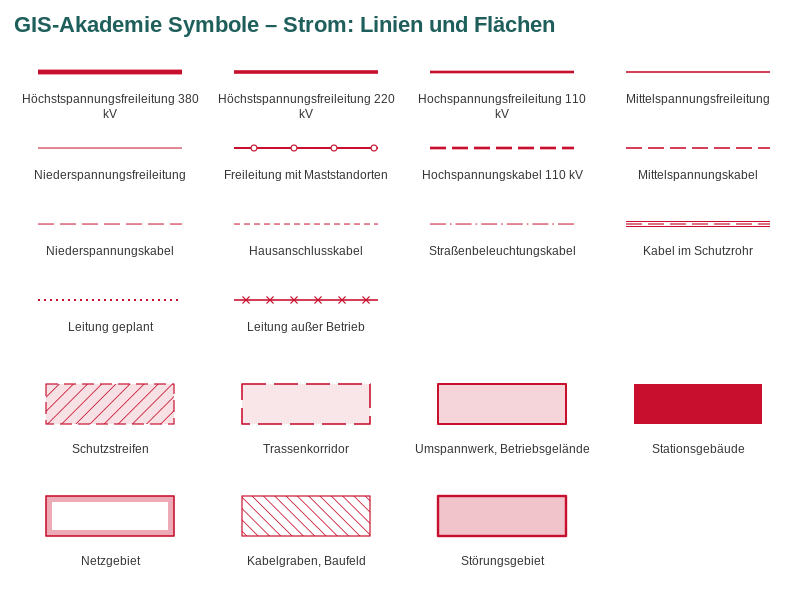 GIS-Akademie Symbole – Strom: Linien und Flächen
Höchstspannungsfreileitung 380 kV
Höchstspannungsfreileitung 220 kV
Hochspannungsfreileitung 110 kV
Mittelspannungsfreileitung
Niederspannungsfreileitung
Freileitung mit Maststandorten
Hochspannungskabel 110 kV
Mittelspannungskabel
Niederspannungskabel
Hausanschlusskabel
Straßenbeleuchtungskabel
Kabel im Schutzrohr
Leitung geplant
Leitung außer Betrieb
Schutzstreifen
Trassenkorridor
Umspannwerk, Betriebsgelände
Stationsgebäude
Netzgebiet
Kabelgraben, Baufeld
Störungsgebiet